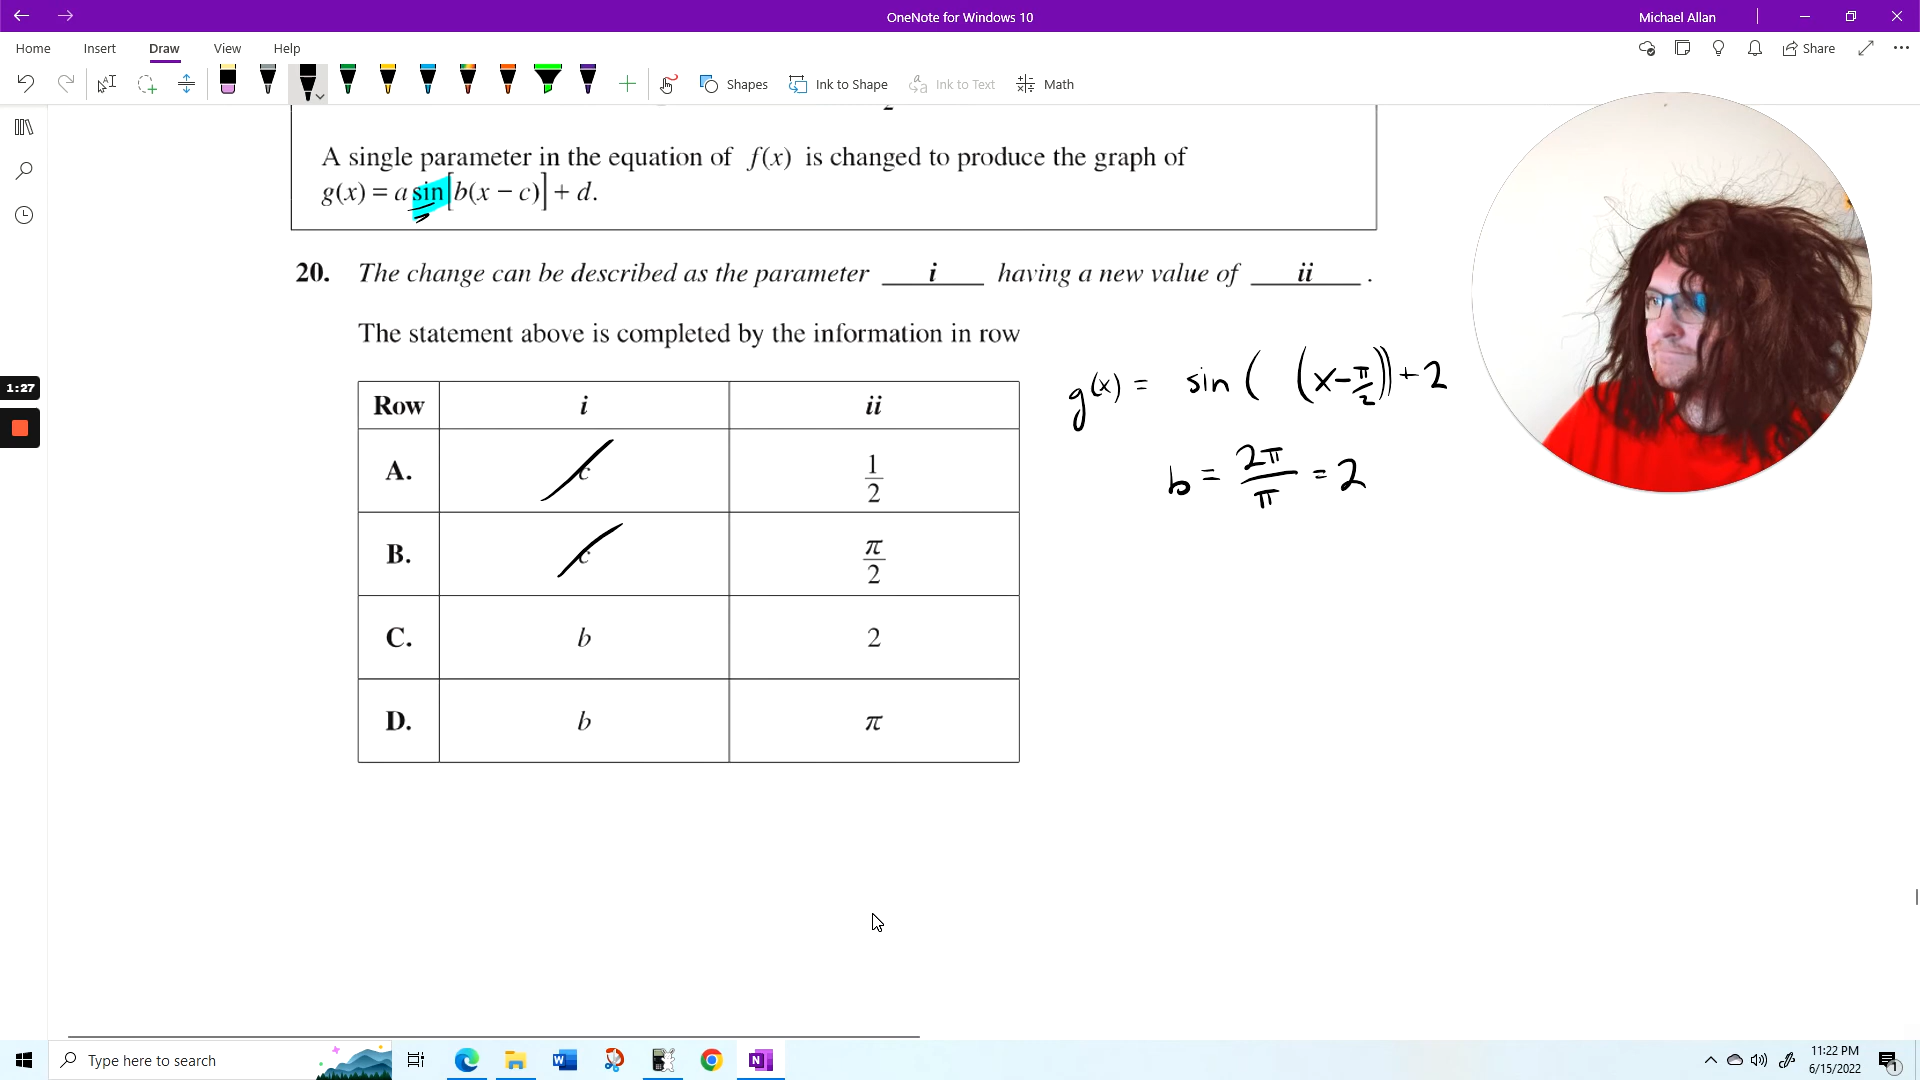 OneNote for Windows 10
Michael Allan
Home Insert Draw View Help
Share
Shapes Ink to Shape Ink to Text Math
A single parameter in the equation of f(x) is changed to produce the graph of
g(x) = a sin[b(x − c)] + d.
20. The change can be described as the parameter i having a new value of ii .
The statement above is completed by the information in row
g(x) = sin( (x-π/2))+2
1:27
Row i ii
b = 2π/π = 2
A. c 1/2
B. c π/2
C. b 2
D. b π
Type here to search
11:22 PM
6/15/2022
1